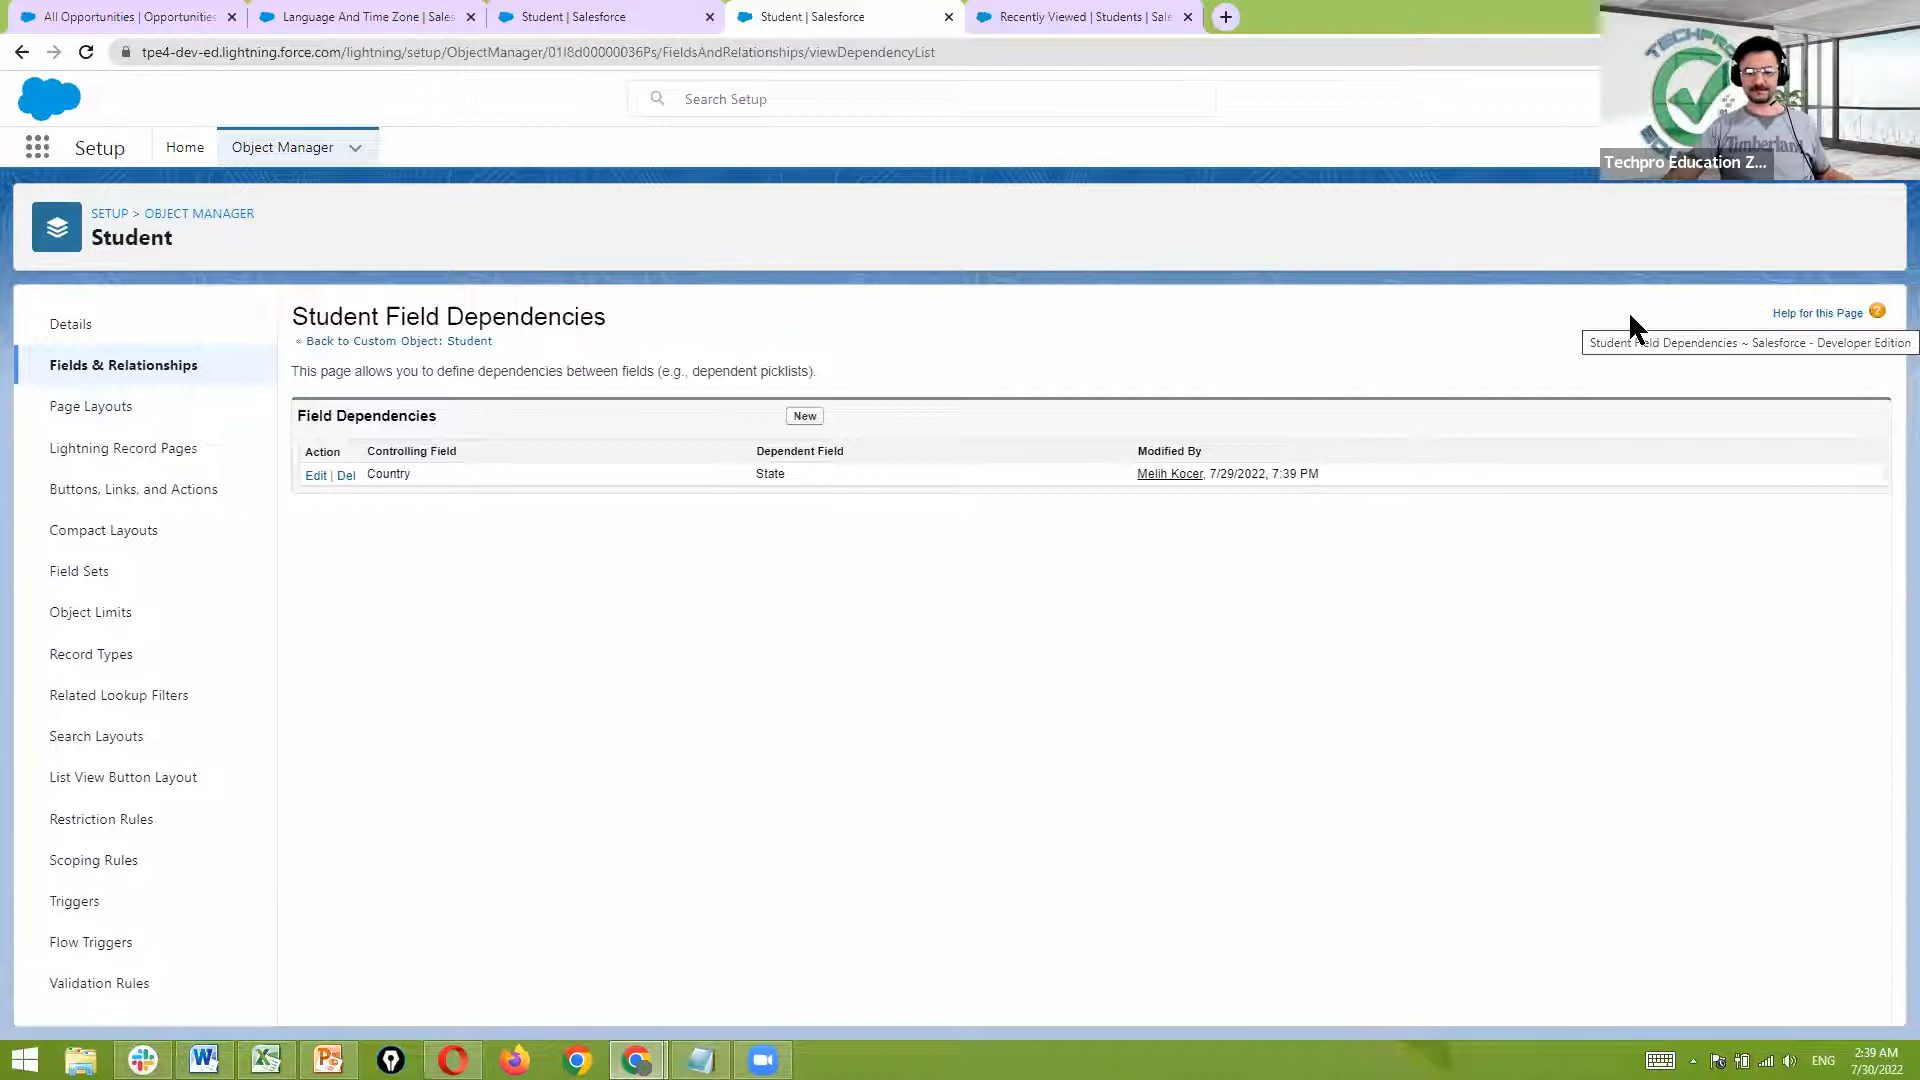 All Opportunities | Opportunities
Language And Time Zone | Sales
Student | Salesforce
Student | Salesforce
Recently Viewed | Students | Sale
tpe4-dev-ed.lightning.force.com/lightning/setup/ObjectManager/01I8d00000036Ps/FieldsAndRelationships/viewDependencyList
Search Setup
Setup
Home
Object Manager
TECHPRO
Timberland
Techpro Education Z...
SETUP > OBJECT MANAGER
Student
Details
Fields & Relationships
Page Layouts
Lightning Record Pages
Buttons, Links, and Actions
Compact Layouts
Field Sets
Object Limits
Record Types
Related Lookup Filters
Search Layouts
List View Button Layout
Restriction Rules
Scoping Rules
Triggers
Flow Triggers
Validation Rules
Student Field Dependencies
« Back to Custom Object: Student
This page allows you to define dependencies between fields (e.g., dependent picklists).
Help for this Page ?
Student Field Dependencies ~ Salesforce - Developer Edition
Field Dependencies
New
Action Controlling Field Dependent Field Modified By
Edit | Del Country State Melih Kocer, 7/29/2022, 7:39 PM
ENG
2:39 AM
7/30/2022